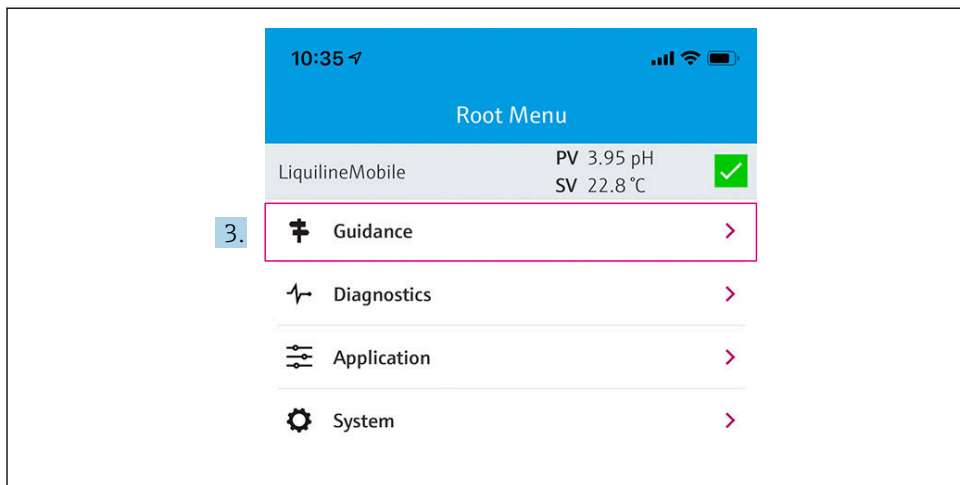 10:35
Root Menu
LiquilineMobile
PV 3.95 pH
SV 22.8 °C
3.
Guidance
Diagnostics
Application
System